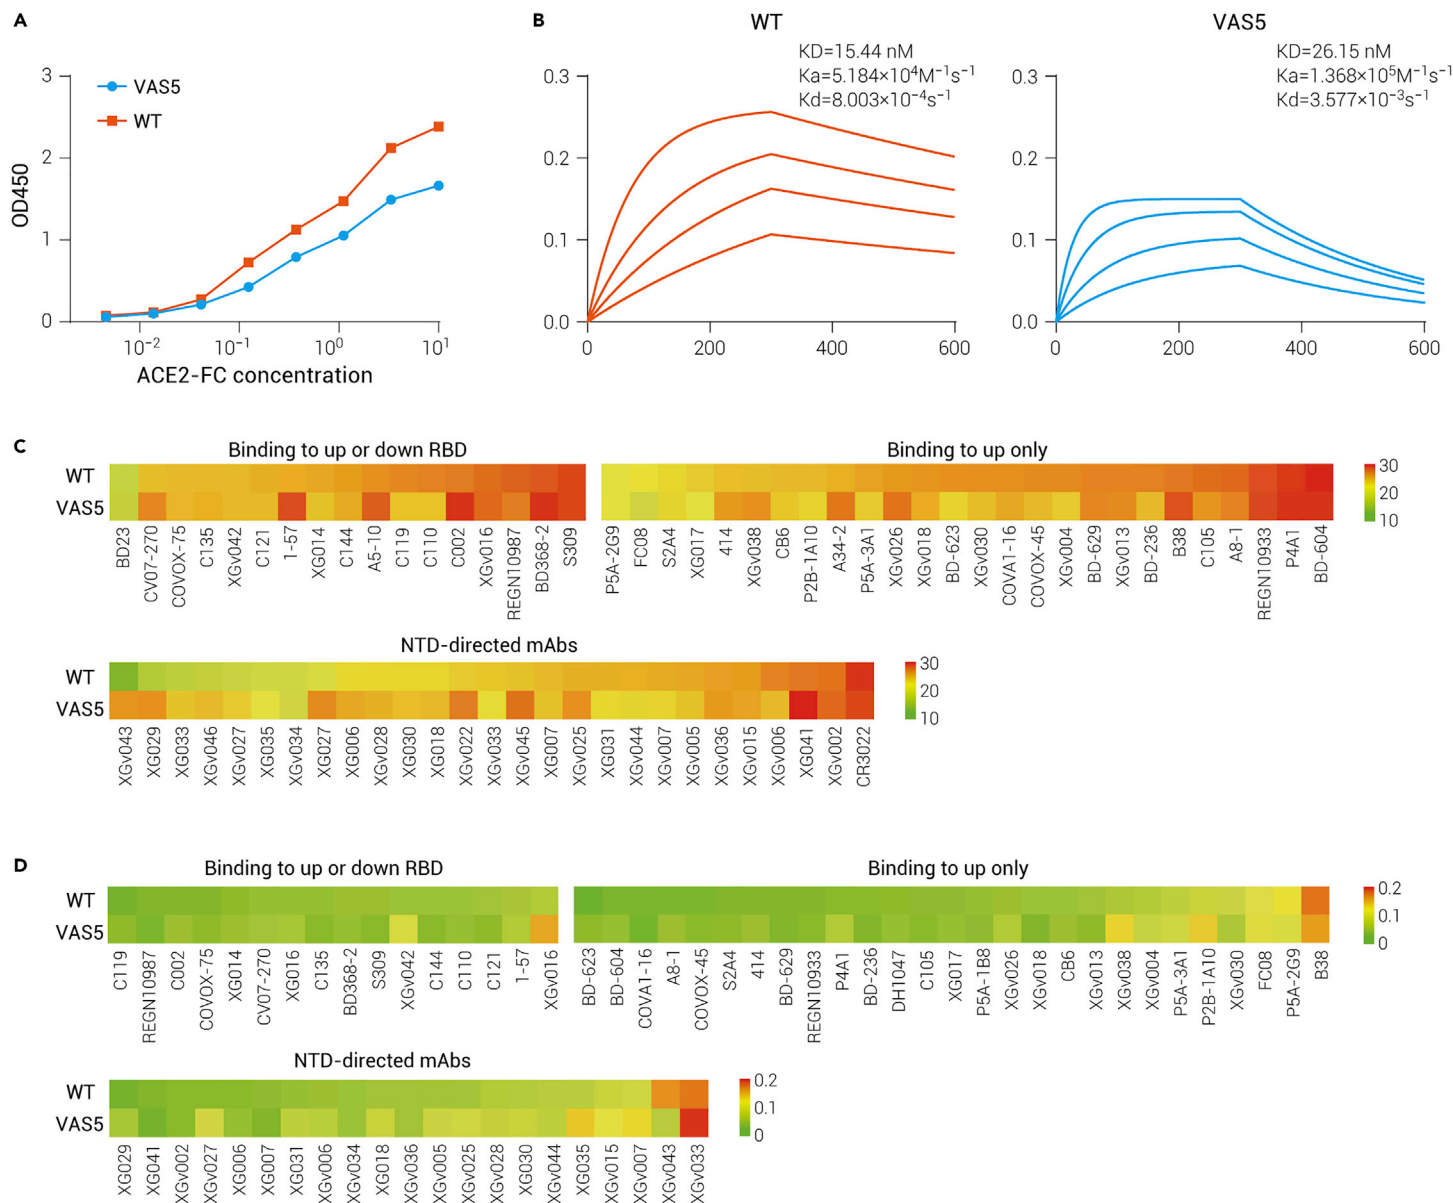 A
3
2
1
0
OD450
VAS5
WT
10⁻²
10⁻¹
10⁰
10¹
ACE2-FC concentration
B
WT
KD=15.44 nM
Ka=5.184×10⁴M⁻¹s⁻¹
Kd=8.003×10⁻⁴s⁻¹
0.3
0.2
0.1
0.0
0
200
400
600
VAS5
KD=26.15 nM
Ka=1.368×10⁵M⁻¹s⁻¹
Kd=3.577×10⁻³s⁻¹
0.3
0.2
0.1
0.0
0
200
400
600
C
Binding to up or down RBD
WT
VAS5
BD23
CV07-270
COVOX-75
C135
XGv042
C121
1-57
XG014
C144
A5-10
C119
C110
C002
XGv016
REGN10987
BD368-2
S309
Binding to up only
P5A-2G9
FC08
S2A4
XG017
414
XGv038
CB6
P2B-1A10
A34-2
P5A-3A1
XGv026
XGv018
BD-623
XGv030
COVA1-16
COVOX-45
XGv004
BD-629
XGv013
BD-236
B38
C105
A8-1
REGN10933
P4A1
BD-604
30
20
10
NTD-directed mAbs
WT
VAS5
XGv043
XG029
XG033
XGv046
XGv027
XG035
XGv034
XG027
XG006
XGv028
XG030
XG018
XGv022
XGv033
XGv045
XG007
XGv025
XG031
XGv044
XGv007
XGv005
XGv036
XGv015
XGv006
XG041
XGv002
CR3022
30
20
10
D
Binding to up or down RBD
WT
VAS5
C119
REGN10987
C002
COVOX-75
XG014
CV07-270
XG016
C135
BD368-2
S309
XGv042
C144
C110
C121
1-57
XGv016
Binding to up only
BD-623
BD-604
COVA1-16
A8-1
COVOX-45
S2A4
414
BD-629
REGN10933
P4A1
BD-236
DH1047
C105
XG017
P5A-1B8
XGv026
XGv018
CB6
XGv013
XGv038
XGv004
P5A-3A1
P2B-1A10
XGv030
FC08
P5A-2G9
B38
0.2
0.1
0
NTD-directed mAbs
WT
VAS5
XG029
XG041
XGv002
XGv027
XG006
XG007
XG031
XGv006
XGv034
XG018
XGv036
XGv005
XGv025
XGv028
XG030
XGv044
XG035
XGv015
XGv007
XGv043
XGv033
0.2
0.1
0